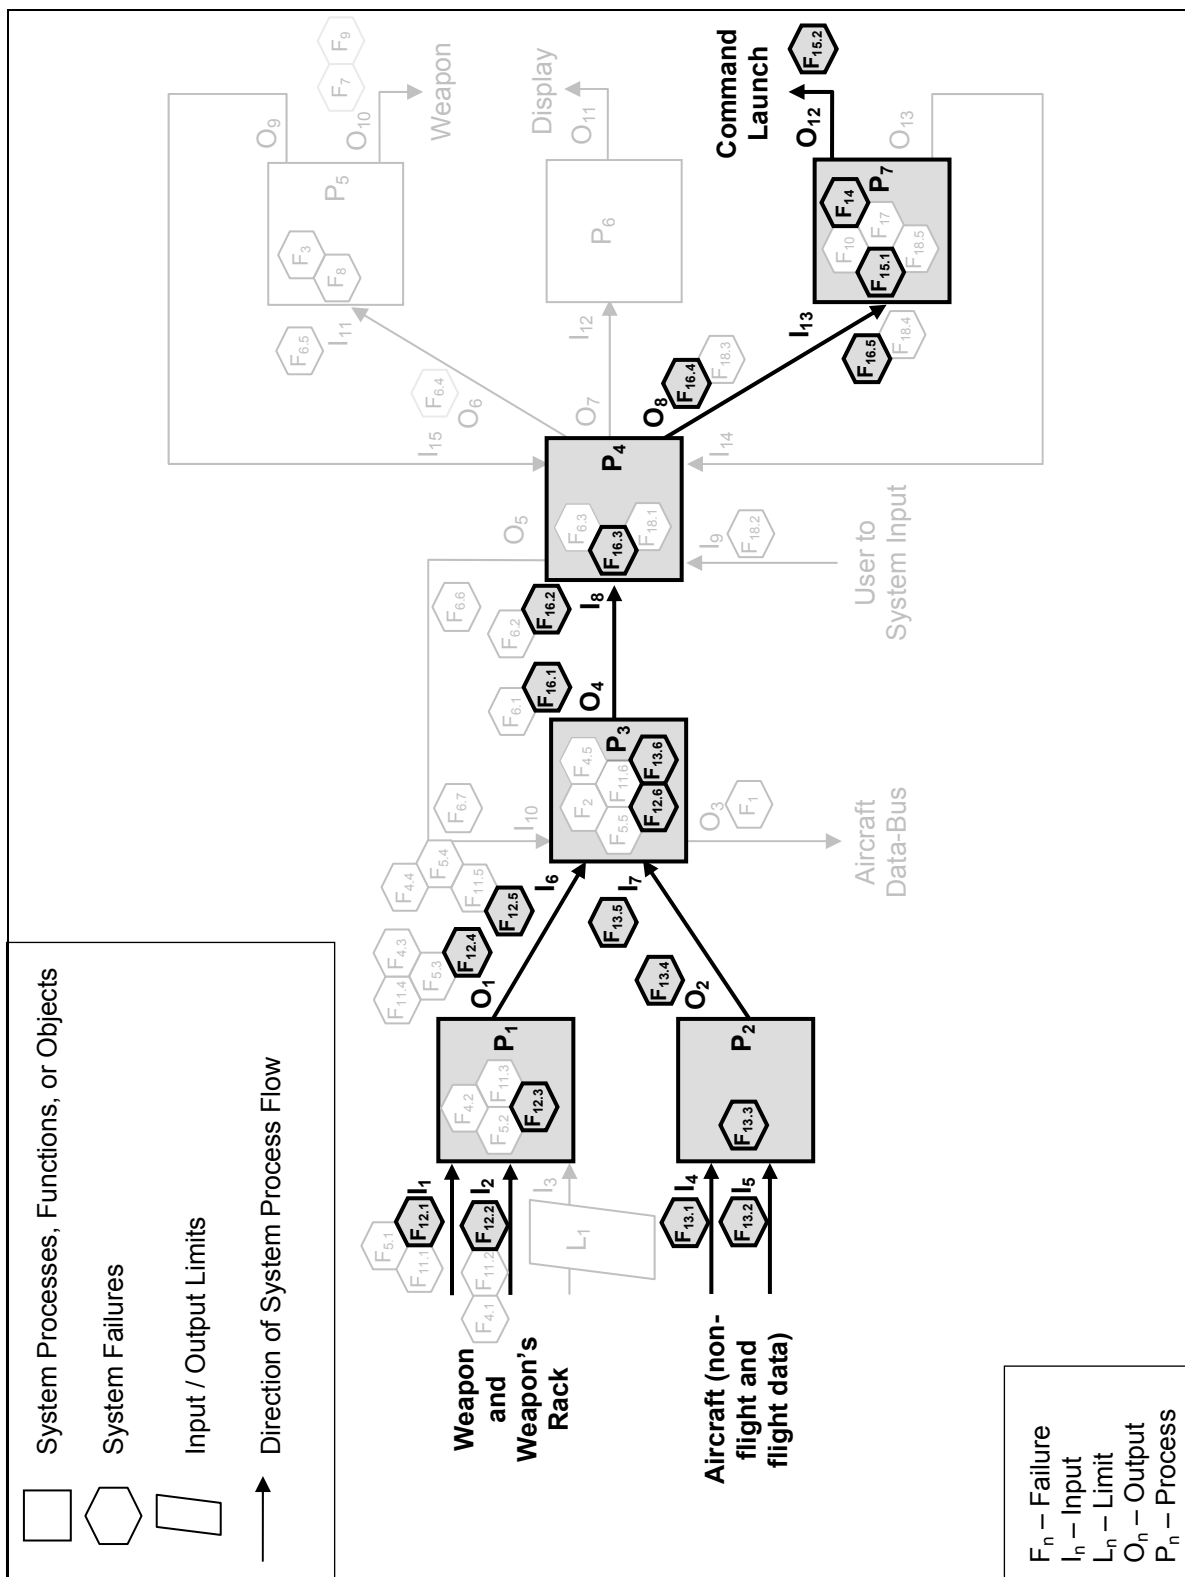 System Processes, Functions, or Objects
System Failures
Input / Output Limits
Direction of System Process Flow
Fn – Failure
In – Input
Ln – Limit
On – Output
Pn – Process
Weapon
and
Weapon's
Rack
Aircraft (non-
flight and
flight data)
F5.1
F11.1
F12.1
I1
F4.1
F11.2
F12.2
I2
I3
L1
F13.1
I4
F13.2
I5
P1
F4.2
F5.2
F11.3
F12.3
P2
F13.3
O1
F11.4
F4.3
F5.3
F12.4
F4.4
F5.4
F11.5
F12.5
I6
O2
F13.4
F13.5
I7
F6.7
I10
P3
F2
F4.5
F5.5
F11.6
F12.6
F13.6
O3
F1
Aircraft
Data-Bus
O4
F6.1
F16.1
F6.2
F16.2
I8
F6.6
O5
P4
F6.3
F16.3
F18.1
I9
F18.2
User to
System Input
I15
O6
F6.4
F6.5
I11
O7
I12
O8
F16.4
F18.3
I14
F16.5
F18.4
I13
P5
F3
F8
O9
O10
F7
F9
Weapon
P6
O11
Display
P7
F14
F10
F17
F15.1
F18.5
O12
O13
Command
Launch
F15.2